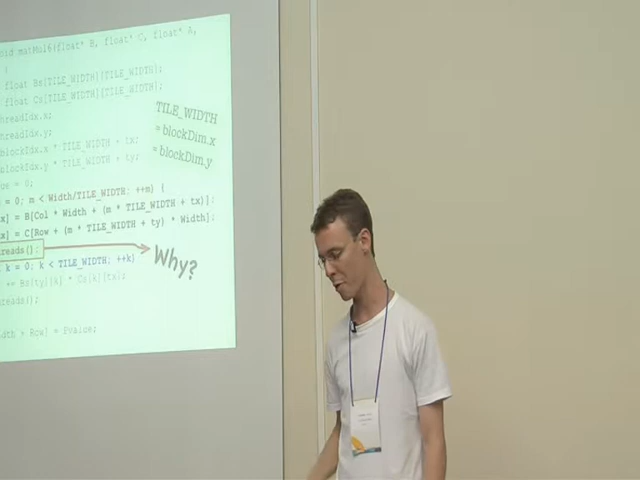 oid matMul6(float* B, float* C, float* A,
{
float Bs[TILE_WIDTH][TILE_WIDTH];
float Cs[TILE_WIDTH][TILE_WIDTH];
hreadIdx.x;
hreadIdx.y;
blockIdx.x * TILE_WIDTH + tx;
blockIdx.y * TILE_WIDTH + ty;
ue = 0;
TILE_WIDTH
= blockDim.x
= blockDim.y
= 0; m < Width/TILE_WIDTH; ++m) {
tx] = B[Col * Width + (m * TILE_WIDTH + tx)];
tx] = C[Row + (m * TILE_WIDTH + ty) * Width];
reads();
Why?
k = 0; k < TILE_WIDTH; ++k)
+= Bs[ty][k] * Cs[k][tx];
reads();
idth + Row] = Pvalue;